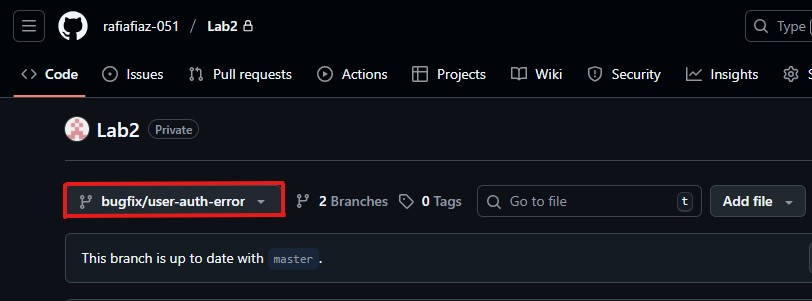 rafiafiaz-051 / Lab2
Type
Code Issues Pull requests Actions Projects Wiki Security Insights
Lab2 Private
bugfix/user-auth-error 2 Branches 0 Tags Go to file t Add file
This branch is up to date with master .